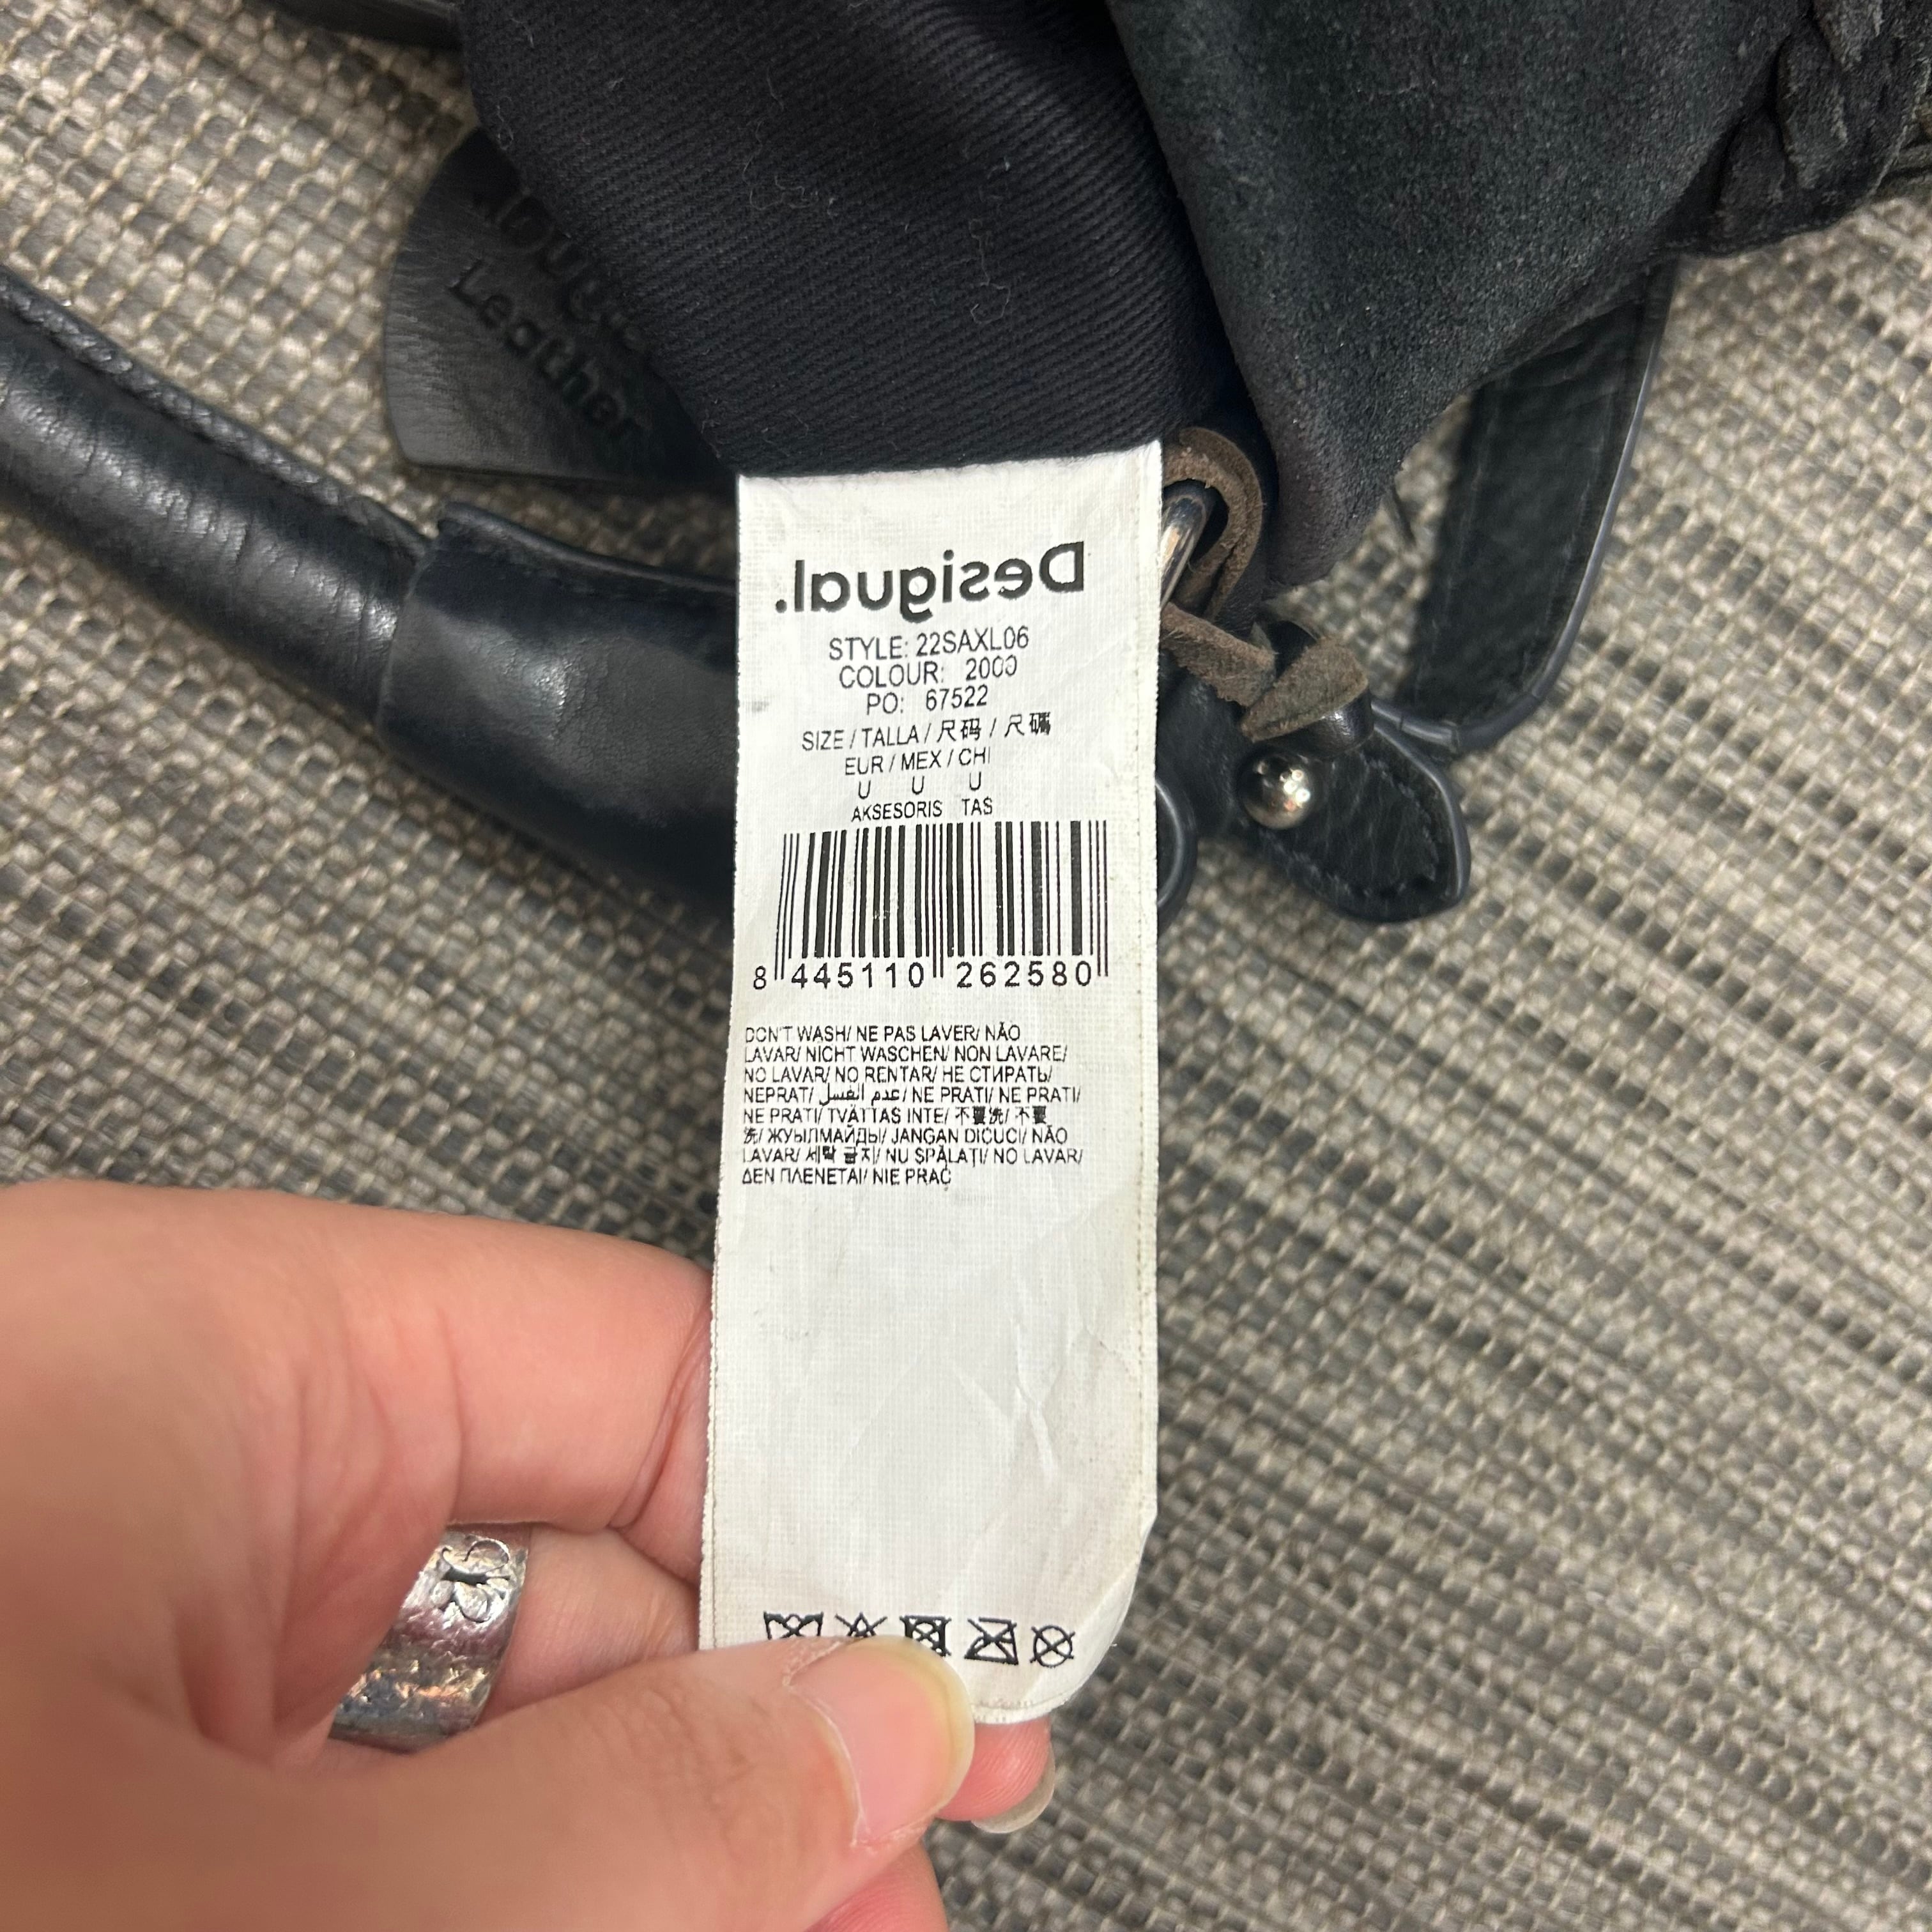 Desigual.
Leather
Desigual.
STYLE: 22SAXL06
COLOUR: 2000
PO: 67522
SIZE / TALLA / 尺码 / 尺碼
EUR / MEX / CHI
U U U
AKSESORIS TAS
8 445110 262580
DON'T WASH/ NE PAS LAVER/ NÃO
LAVAR/ NICHT WASCHEN/ NON LAVARE/
NO LAVAR/ NO RENTAR/ НЕ СТИРАТЬ/
NEPRAT/ عدم الغسل/ NE PRATI/ NE PRATI/
NE PRATI/ TVÄTTAS INTE/ 不要洗/ 不要
洗/ ЖУЫЛМАЙДЫ/ JANGAN DICUCI/ NÃO
LAVAR/ 세탁 금지/ NU SPĂLAȚI/ NO LAVAR/
ΔΕΝ ΠΛΕΝΕΤΑΙ/ NIE PRAĆ